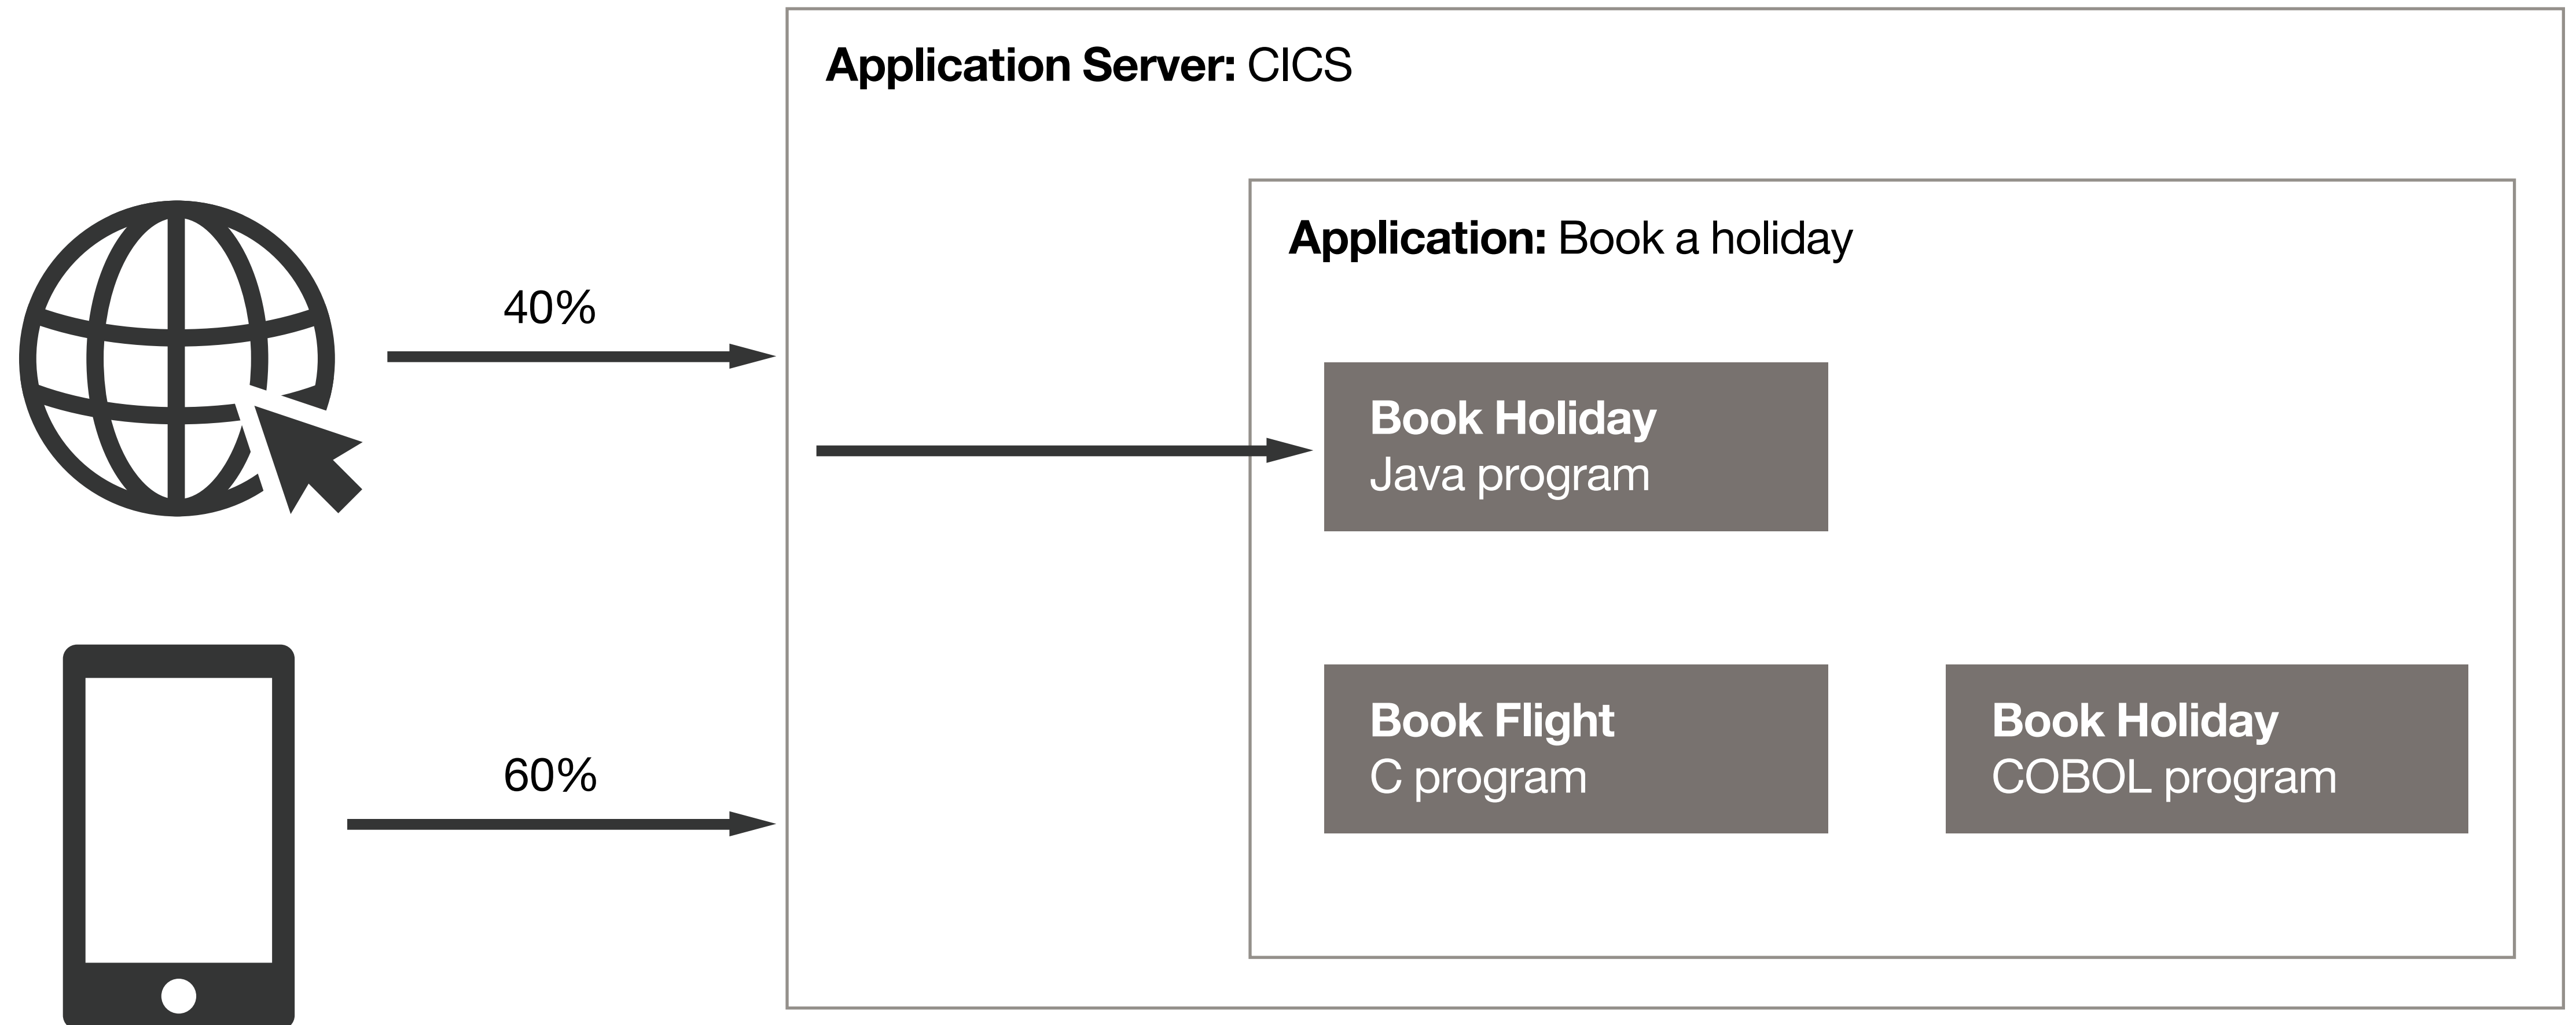 Application Server: CICS
Application: Book a holiday
40%
Book Holiday
Java program
60%
Book Flight
C program
Book Holiday
COBOL program